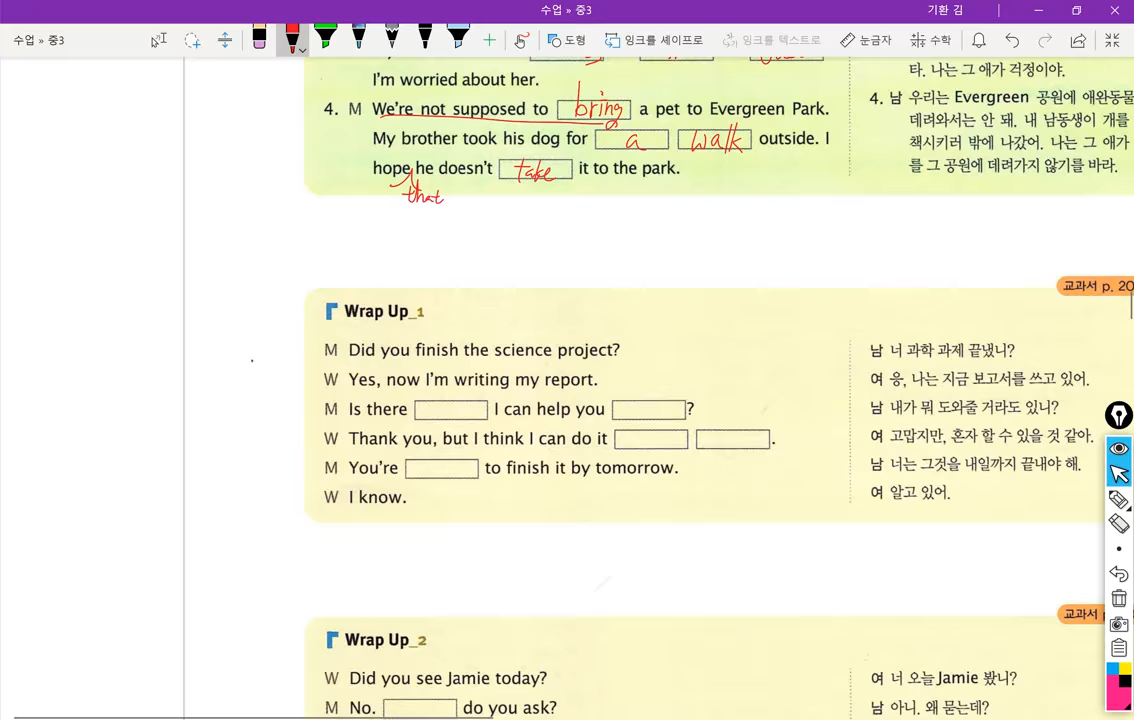 수업 » 중3
기환 김
수업 » 중3
도형
잉크를 셰이프로
잉크를 텍스트로
눈금자
수학
I'm worried about her.
타. 나는 그 애가 걱정이야.
4. M We're not supposed to bring a pet to Evergreen Park.
My brother took his dog for a walk outside. I
hope he doesn't take it to the park.
that
4. 남 우리는 Evergreen 공원에 애완동물
데려와서는 안 돼. 내 남동생이 개를
책시키러 밖에 나갔어. 나는 그 애가
를 그 공원에 데려가지 않기를 바라.
교과서 p. 20
Wrap Up_1
M Did you finish the science project?
W Yes, now I'm writing my report.
M Is there I can help you ?
W Thank you, but I think I can do it .
M You're to finish it by tomorrow.
W I know.
남 너 과학 과제 끝냈니?
여 응, 나는 지금 보고서를 쓰고 있어.
남 내가 뭐 도와줄 거라도 있니?
여 고맙지만, 혼자 할 수 있을 것 같아.
남 너는 그것을 내일까지 끝내야 해.
여 알고 있어.
교과서
Wrap Up_2
W Did you see Jamie today?
M No. do you ask?
여 너 오늘 Jamie 봤니?
남 아니. 왜 묻는데?